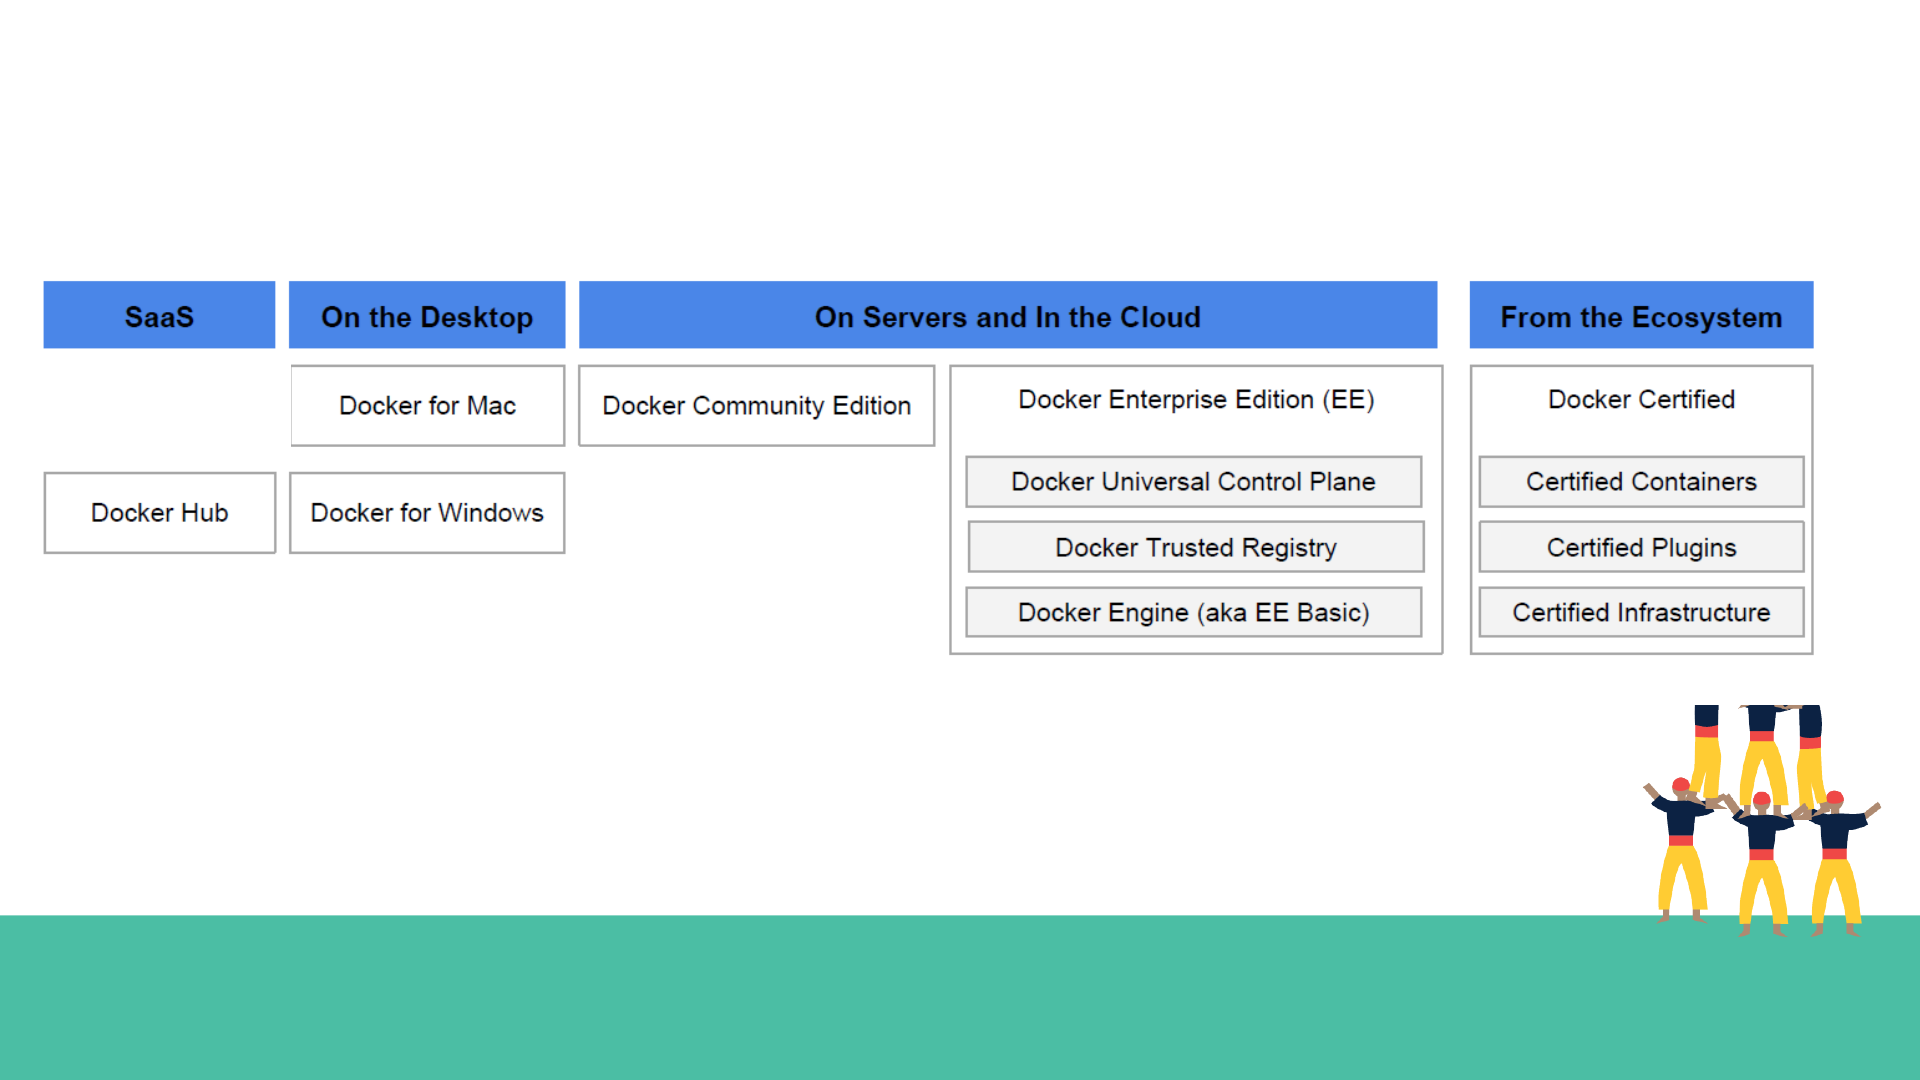 SaaS
On the Desktop
On Servers and In the Cloud
From the Ecosystem
Docker for Mac
Docker Community Edition
Docker Enterprise Edition (EE)
Docker Certified
Docker Hub
Docker for Windows
Docker Universal Control Plane
Docker Trusted Registry
Docker Engine (aka EE Basic)
Certified Containers
Certified Plugins
Certified Infrastructure